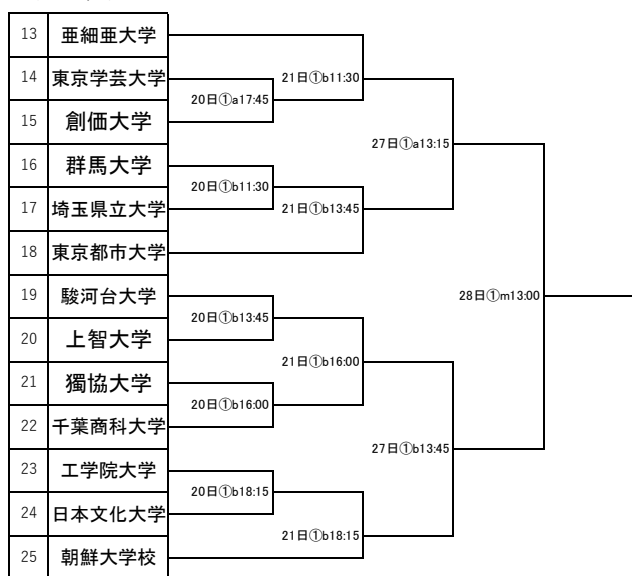 13 亜細亜大学
14 東京学芸大学
15 創価大学
16 群馬大学
17 埼玉県立大学
18 東京都市大学
19 駿河台大学
20 上智大学
21 獨協大学
22 千葉商科大学
23 工学院大学
24 日本文化大学
25 朝鮮大学校
20日①a17:45
20日①b11:30
20日①b13:45
20日①b16:00
20日①b18:15
21日①b11:30
21日①b13:45
21日①b16:00
21日①b18:15
27日①a13:15
27日①b13:45
28日①m13:00